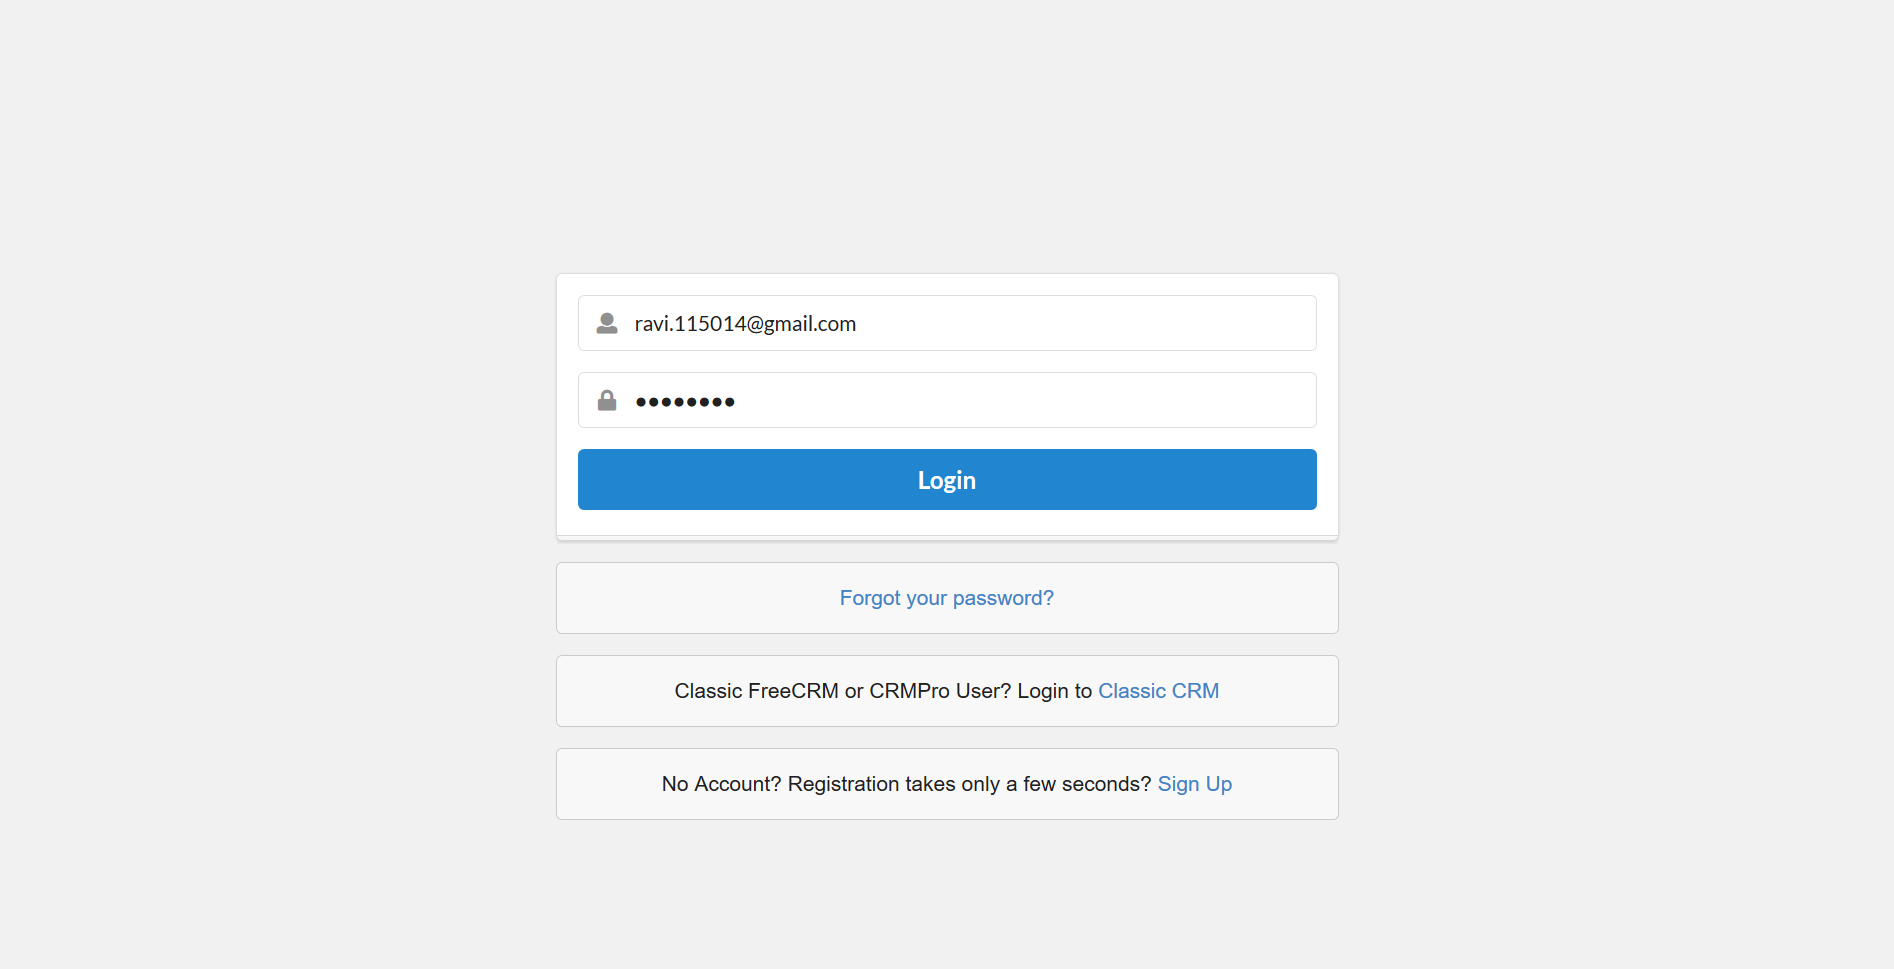 ravi.115014@gmail.com
••••••••
Login
Forgot your password?
Classic FreeCRM or CRMPro User? Login to Classic CRM
No Account? Registration takes only a few seconds? Sign Up